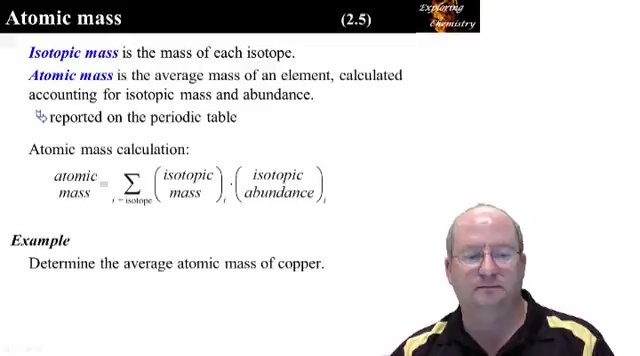 Atomic mass (2.5)
Exploring
Chemistry
Isotopic mass is the mass of each isotope.
Atomic mass is the average mass of an element, calculated
accounting for isotopic mass and abundance.
reported on the periodic table
Atomic mass calculation:
atomic mass = ∑ i = isotope (isotopic mass)i · (isotopic abundance)i
Example
Determine the average atomic mass of copper.